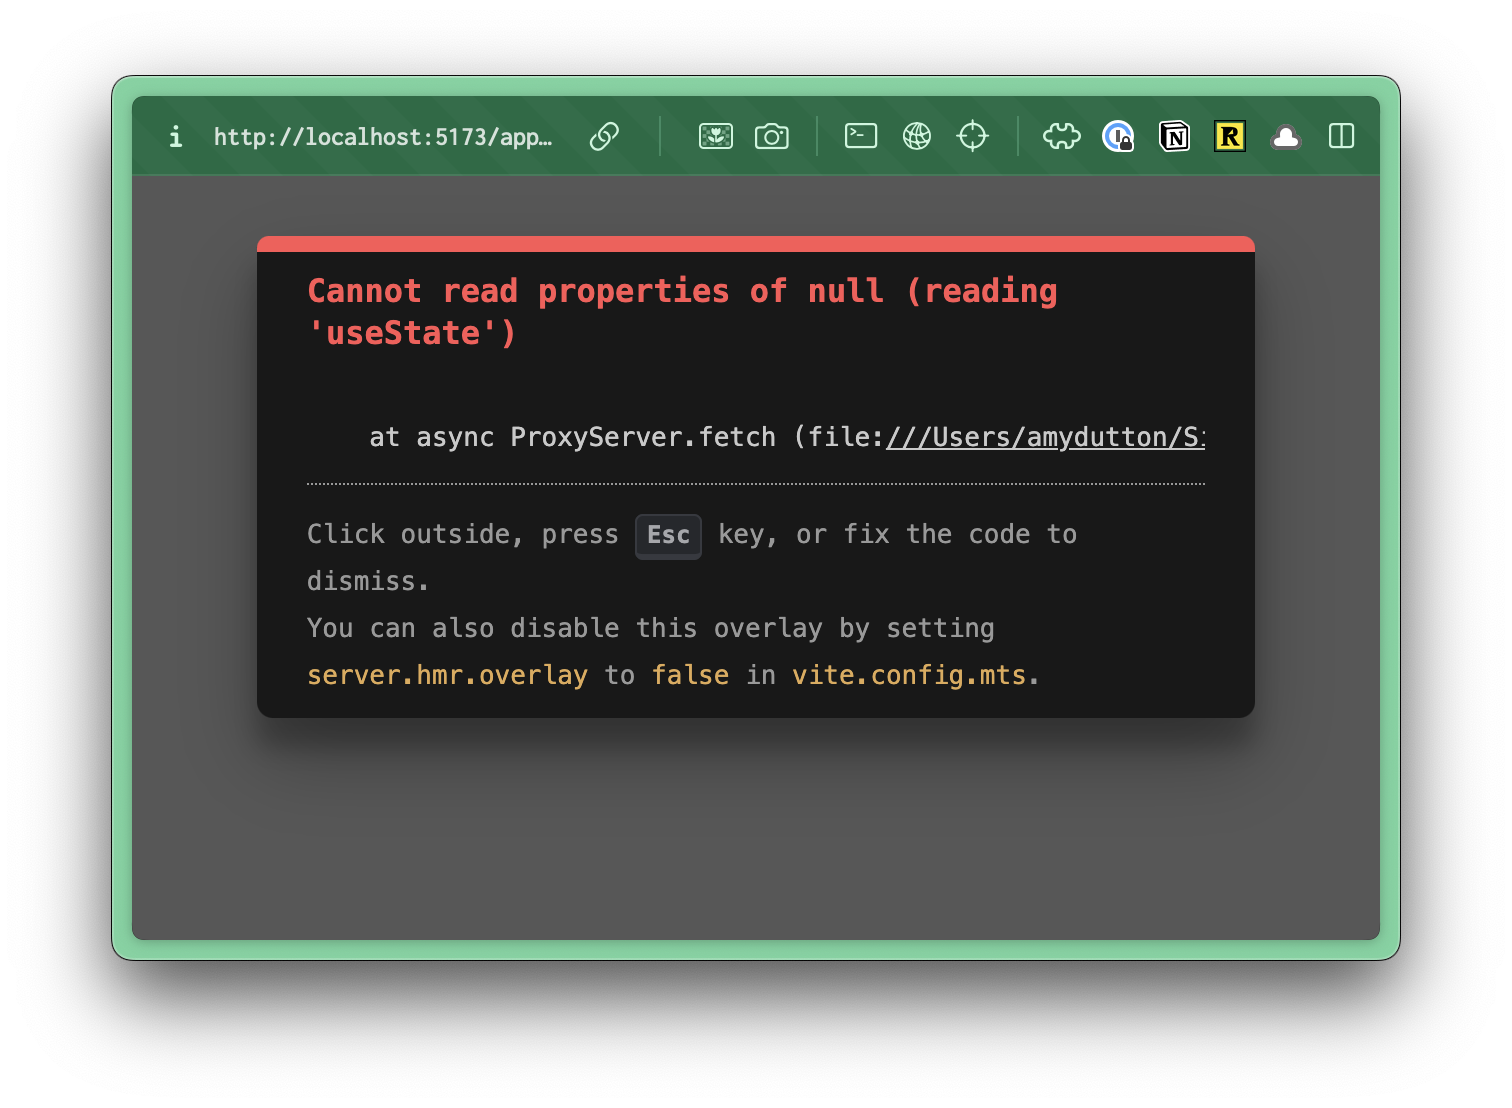 http://localhost:5173/app…
Cannot read properties of null (reading
'useState')
at async ProxyServer.fetch (file:///Users/amydutton/S
Click outside, press Esc key, or fix the code to
dismiss.
You can also disable this overlay by setting
server.hmr.overlay to false in vite.config.mts.